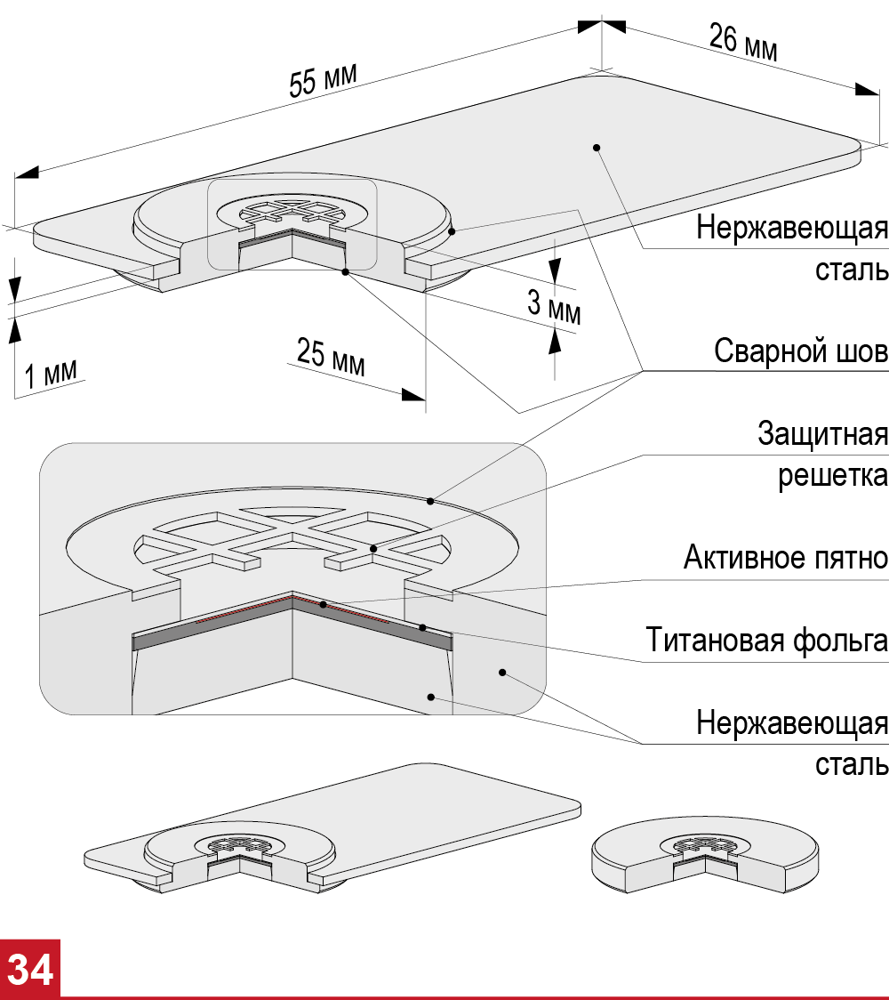 55 мм
26 мм
Нержавеющая
сталь
3 мм
Сварной шов
25 мм
1 мм
Защитная
решетка
Активное пятно
Титановая фольга
Нержавеющая
сталь
34